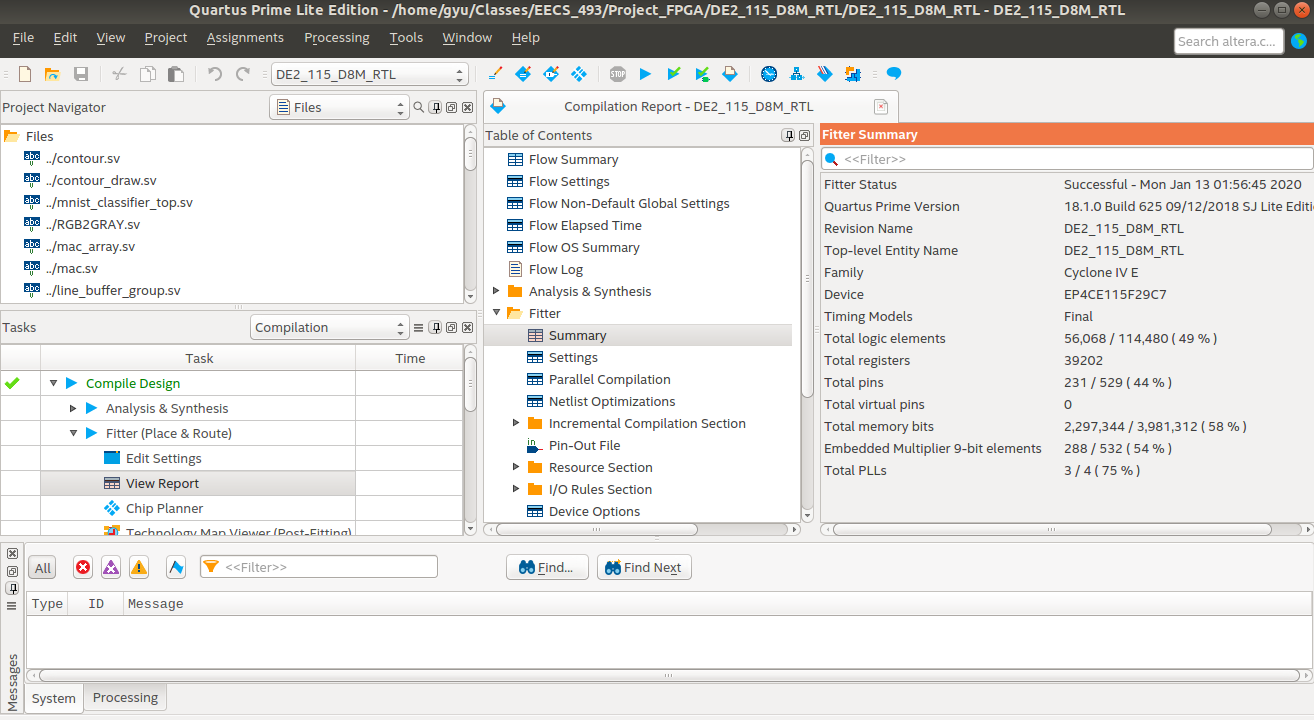 Quartus Prime Lite Edition - /home/gyu/Classes/EECS_493/Project_FPGA/DE2_115_D8M_RTL/DE2_115_D8M_RTL - DE2_115_D8M_RTL
File Edit View Project Assignments Processing Tools Window Help
Search altera.c...
STOP
DE2_115_D8M_RTL
Project Navigator
Files
Files
abc ../contour.sv
abc ../contour_draw.sv
abc ../mnist_classifier_top.sv
abc ../RGB2GRAY.sv
abc ../mac_array.sv
abc ../mac.sv
abc ../line_buffer_group.sv
Tasks
Compilation
Task Time
Compile Design
Analysis & Synthesis
Fitter (Place & Route)
Edit Settings
View Report
Chip Planner
Technology Map Viewer (Post-Fitting)
Compilation Report - DE2_115_D8M_RTL
Table of Contents
Flow Summary
Flow Settings
Flow Non-Default Global Settings
Flow Elapsed Time
Flow OS Summary
Flow Log
Analysis & Synthesis
Fitter
Summary
Settings
Parallel Compilation
Netlist Optimizations
Incremental Compilation Section
in Pin-Out File
Resource Section
I/O Rules Section
Device Options
Fitter Summary
<<Filter>>
Fitter Status Successful - Mon Jan 13 01:56:45 2020
Quartus Prime Version 18.1.0 Build 625 09/12/2018 SJ Lite Editi
Revision Name DE2_115_D8M_RTL
Top-level Entity Name DE2_115_D8M_RTL
Family Cyclone IV E
Device EP4CE115F29C7
Timing Models Final
Total logic elements 56,068 / 114,480 ( 49 % )
Total registers 39202
Total pins 231 / 529 ( 44 % )
Total virtual pins 0
Total memory bits 2,297,344 / 3,981,312 ( 58 % )
Embedded Multiplier 9-bit elements 288 / 532 ( 54 % )
Total PLLs 3 / 4 ( 75 % )
All
<<Filter>>
Find...
Find Next
Type ID Message
Messages
System Processing